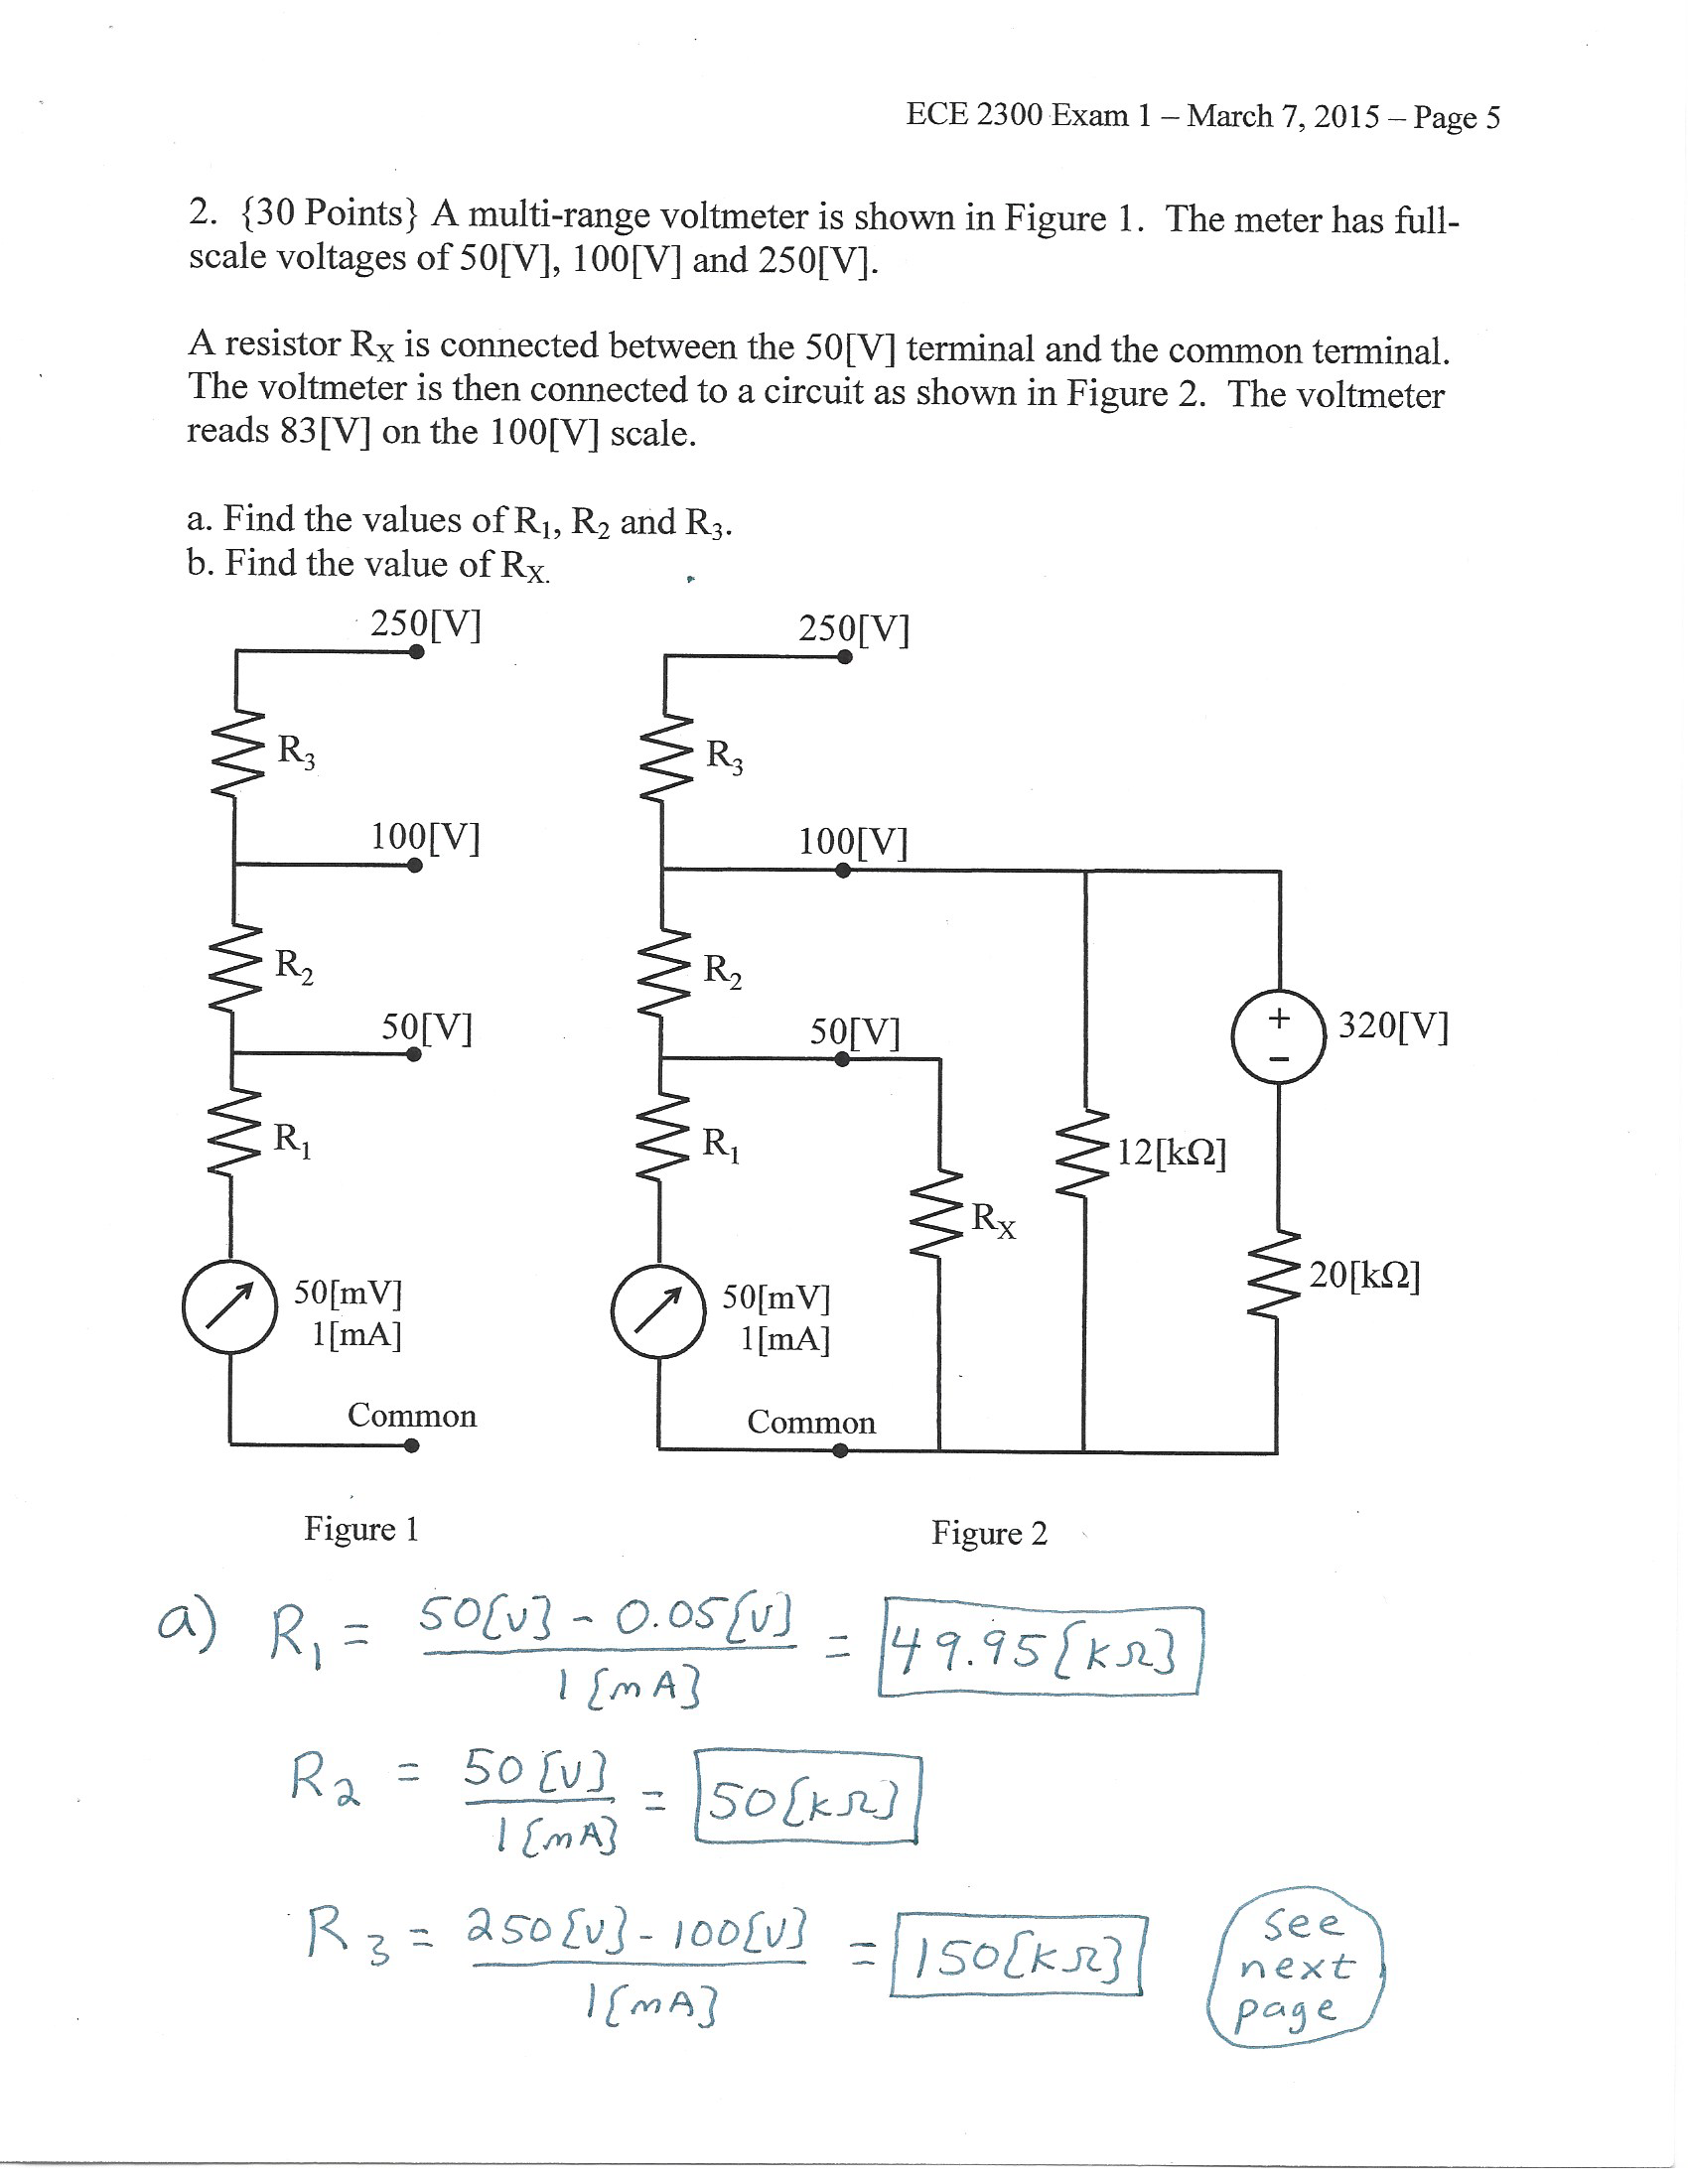 ECE 2300 Exam 1 – March 7, 2015 – Page 5
2. {30 Points} A multi-range voltmeter is shown in Figure 1. The meter has full-
scale voltages of 50[V], 100[V] and 250[V].
A resistor RX is connected between the 50[V] terminal and the common terminal.
The voltmeter is then connected to a circuit as shown in Figure 2. The voltmeter
reads 83[V] on the 100[V] scale.
a. Find the values of R1, R2 and R3.
b. Find the value of RX.
250[V]
R3
100[V]
R2
50[V]
R1
50[mV]
1[mA]
Common
Figure 1
250[V]
R3
100[V]
R2
50[V]
R1
RX
12[kΩ]
+
−
320[V]
20[kΩ]
50[mV]
1[mA]
Common
Figure 2
a) R1 = 50[V] - 0.05[V] / 1[mA] = 49.95[kΩ]
R2 = 50[V] / 1[mA] = 50[kΩ]
R3 = 250[V] - 100[V] / 1[mA] = 150[kΩ]
see
next
page